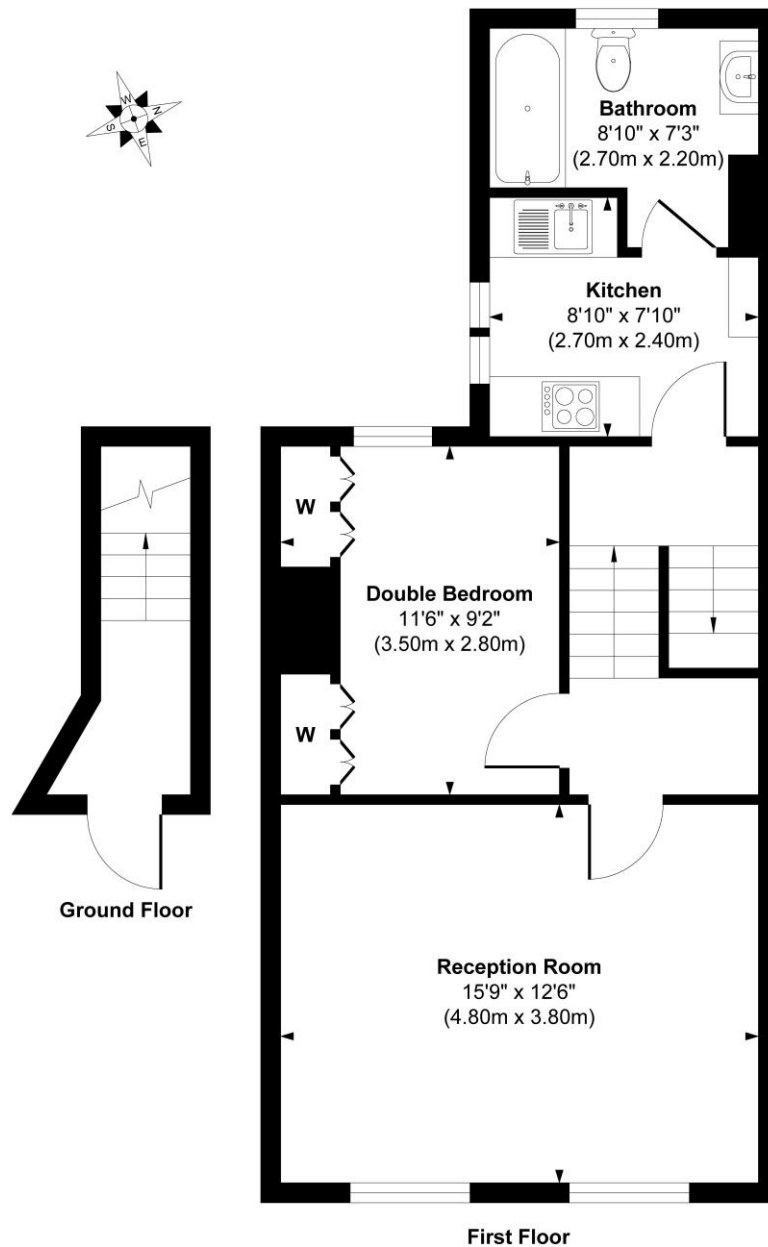 W
N
S
E
Bathroom
8'10" x 7'3"
(2.70m x 2.20m)
Kitchen
8'10" x 7'10"
(2.70m x 2.40m)
W
Double Bedroom
11'6" x 9'2"
(3.50m x 2.80m)
W
Ground Floor
Reception Room
15'9" x 12'6"
(4.80m x 3.80m)
First Floor